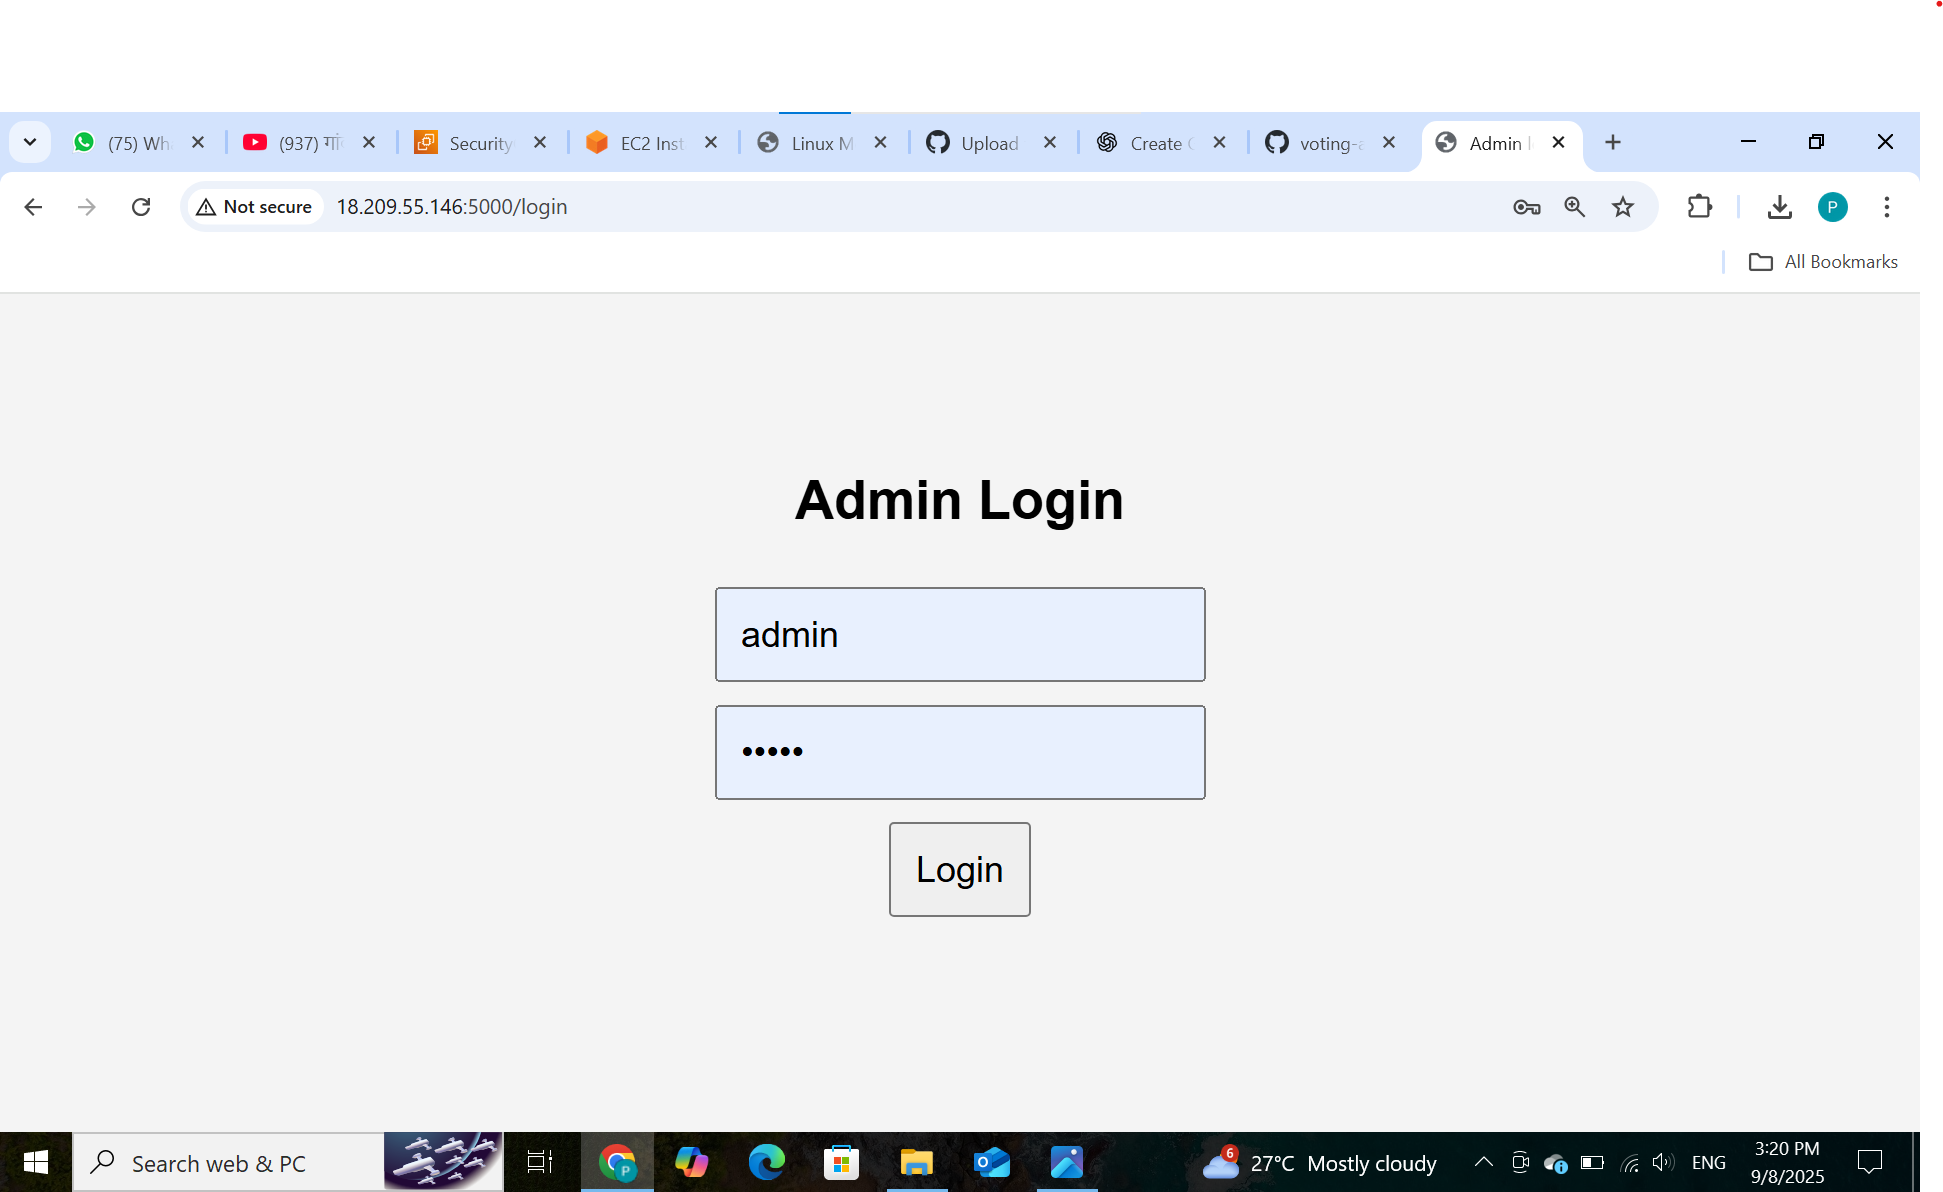 (75) Wh
(937) गां
Security
EC2 Inst
Linux M
Upload
Create
voting-a
Admin l
Not secure
18.209.55.146:5000/login
P
All Bookmarks
Admin Login
admin
•••••
Login
Search web & PC
P
6
27°C Mostly cloudy
ENG
3:20 PM
9/8/2025